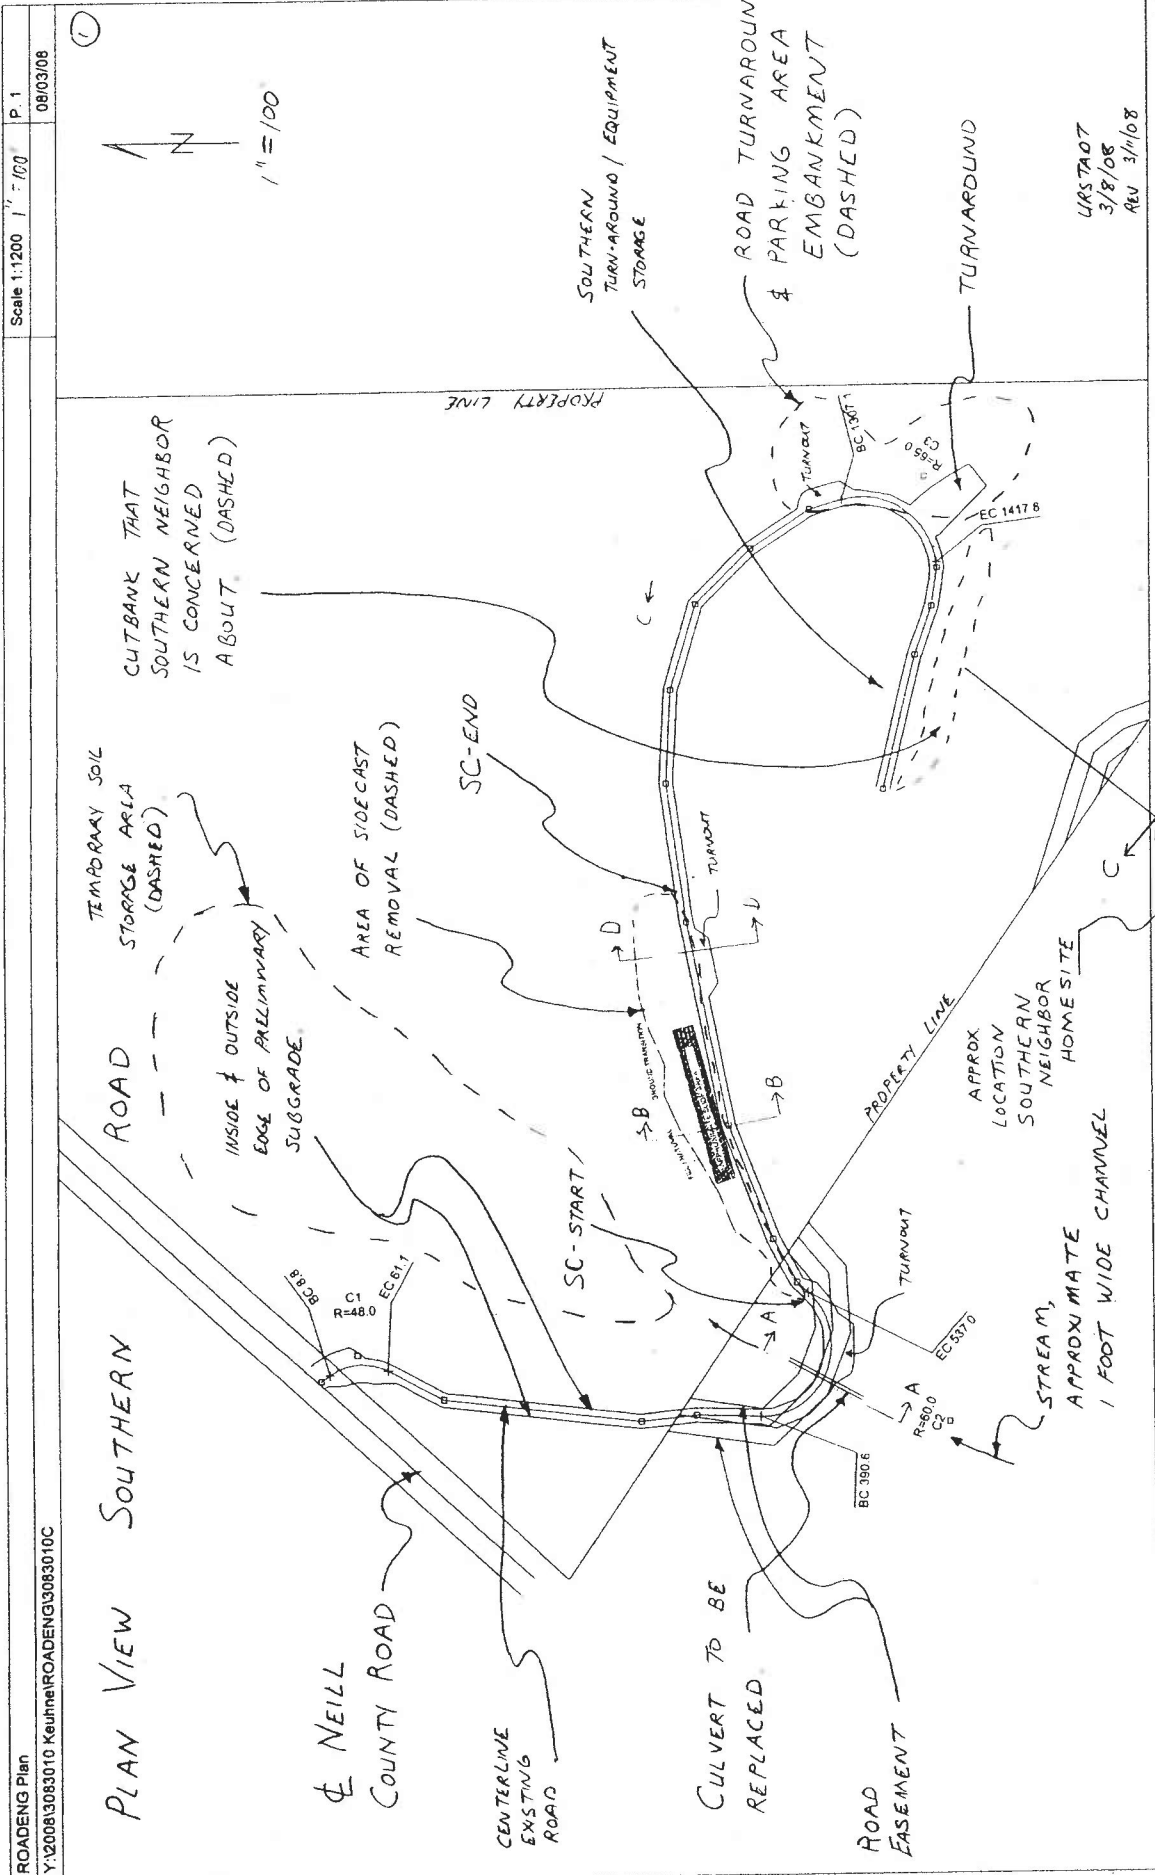 ROADENG Plan
Scale 1:1200 1" = 100'
P. 1
Y:\2008\3083010 Keuhne\ROADENG\3083010C
08/03/08
1
PLAN VIEW SOUTHERN ROAD
N
1" = 100'
TEMPORARY SOIL
STORAGE AREA
(DASHED)
CUTBANK THAT
SOUTHERN NEIGHBOR
IS CONCERNED
ABOUT (DASHED)
INSIDE & OUTSIDE
EDGE OF PRELIMINARY
SUBGRADE
℄ NEILL
COUNTY ROAD
BC 8.8
C1
R=48.0
EC 61.1
AREA OF SIDECAST
REMOVAL (DASHED)
SC-END
SC-START
CENTERLINE
EXISTING
ROAD
PROPERTY LINE
SOUTHERN
TURN-AROUND / EQUIPMENT
STORAGE
ROAD TURNAROUN
& PARKING AREA
EMBANKMENT
(DASHED)
TURNOUT
BC 1307.1
R=65.0
C3
EC 1417.8
TURNAROUND
C
D
D
TURNOUT
B
B
GROUND TRANSITION
A
A
R=60.0
C2
BC 390.6
EC 537.0
TURNOUT
CULVERT TO BE
REPLACED
ROAD
EASEMENT
PROPERTY LINE
APPROX.
LOCATION
SOUTHERN
NEIGHBOR
HOMESITE
C
STREAM,
APPROXIMATE
1 FOOT WIDE CHANNEL
URSTADT
3/8/08
REV 3/11/08